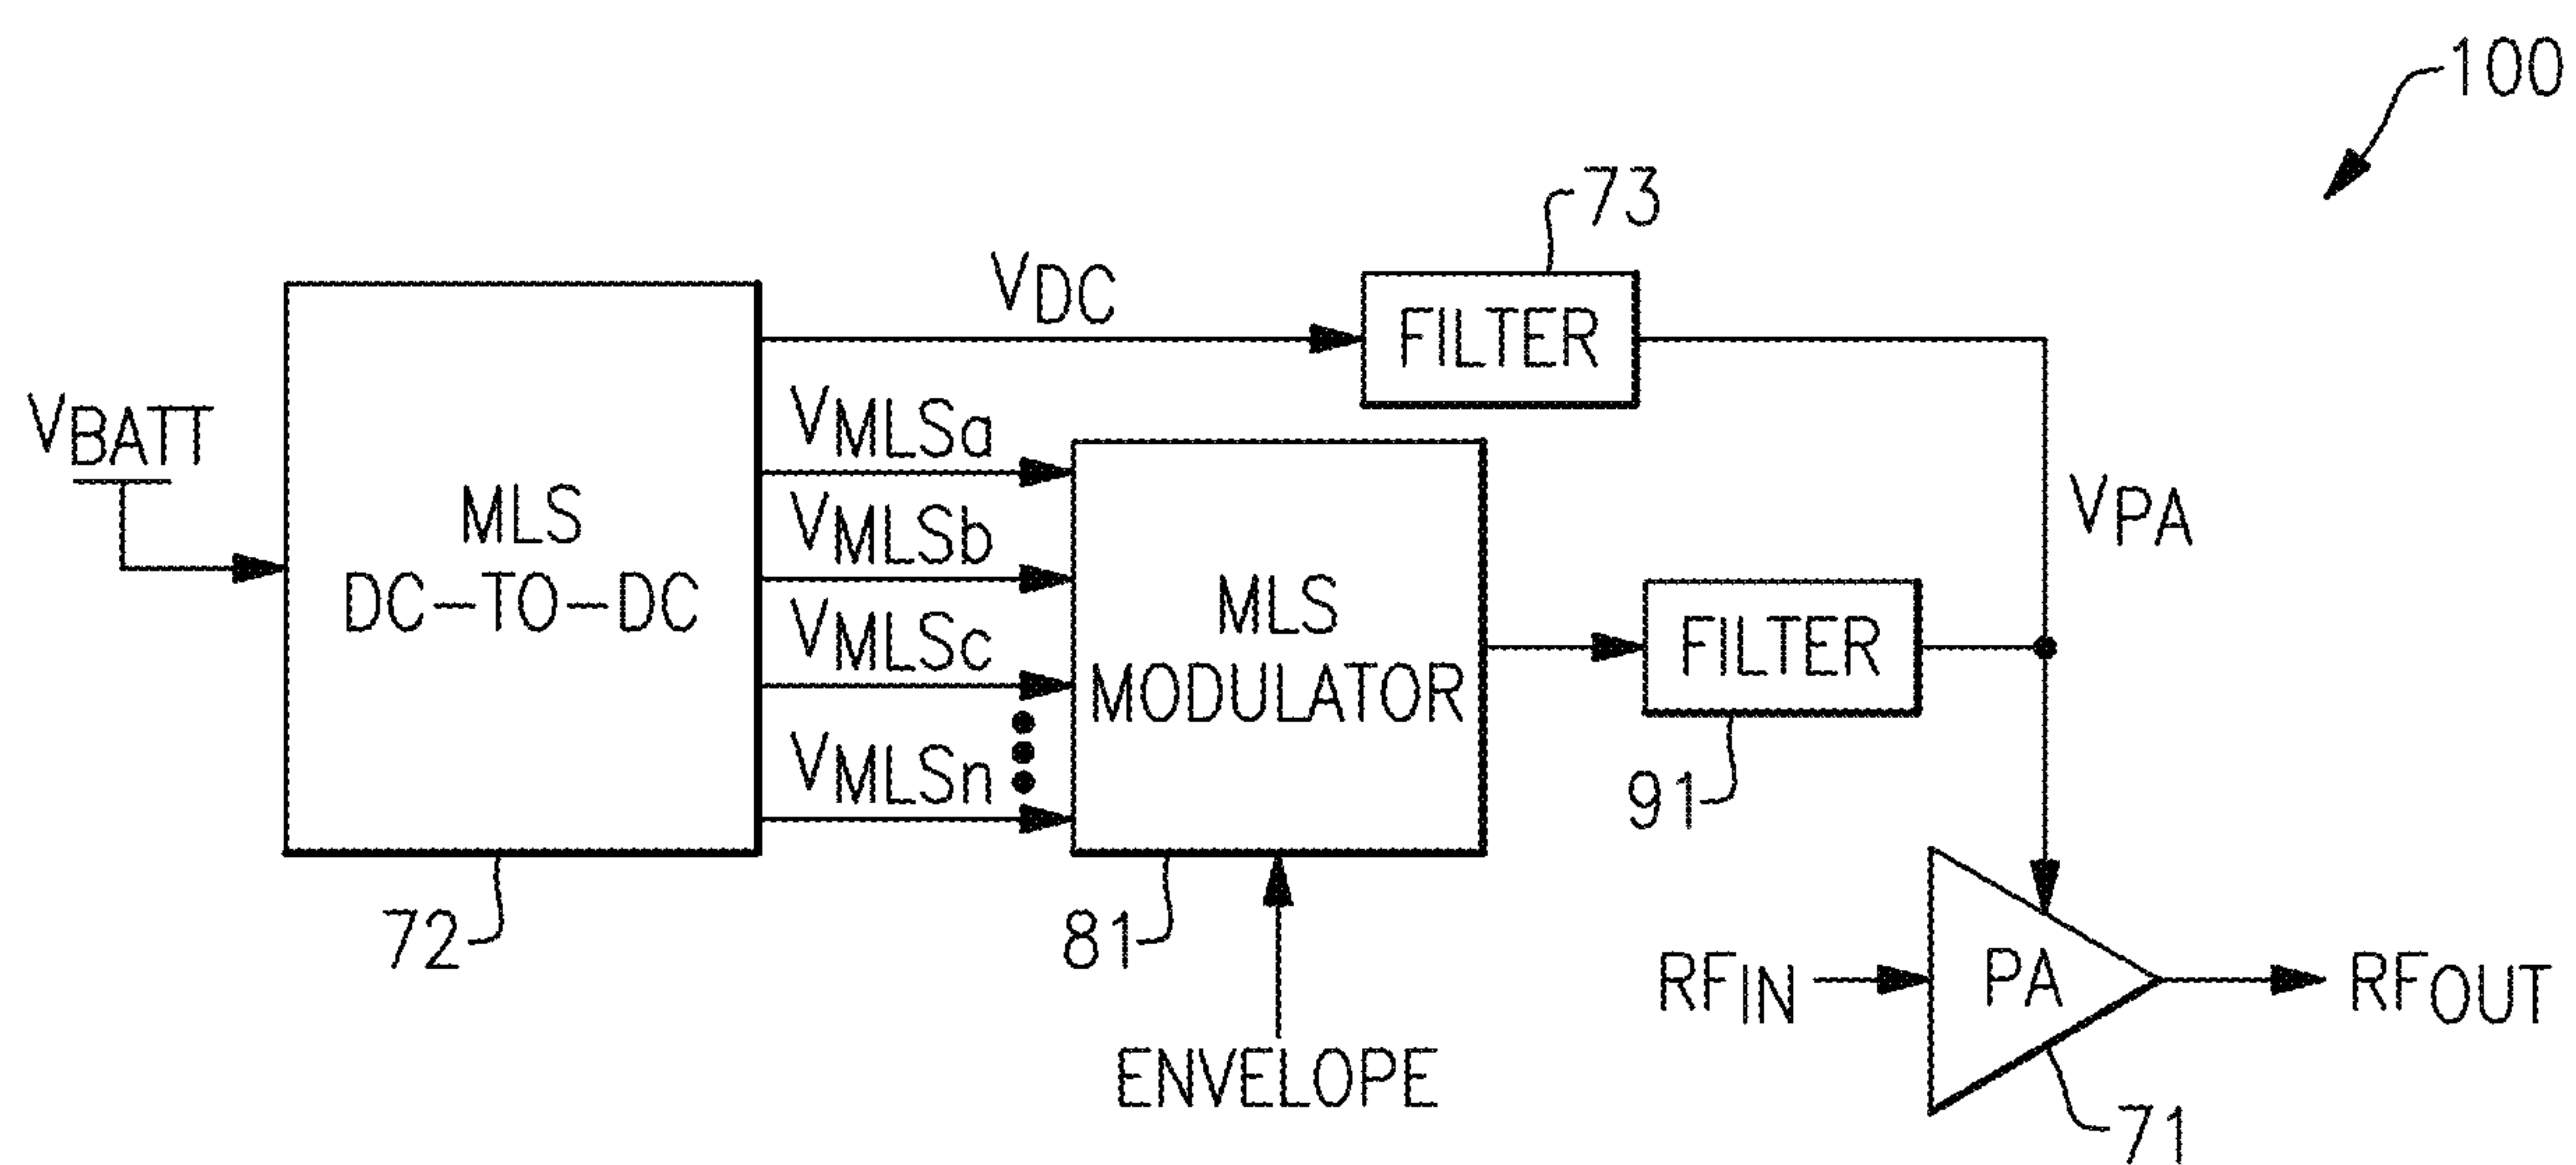 100
73
VDC
FILTER
VBATT
VMLSa
MLS
DC-TO-DC
VMLSb
VMLSc
VMLSn
MLS
MODULATOR
VPA
FILTER
91
72
81
ENVELOPE
RFIN
PA
RFOUT
71